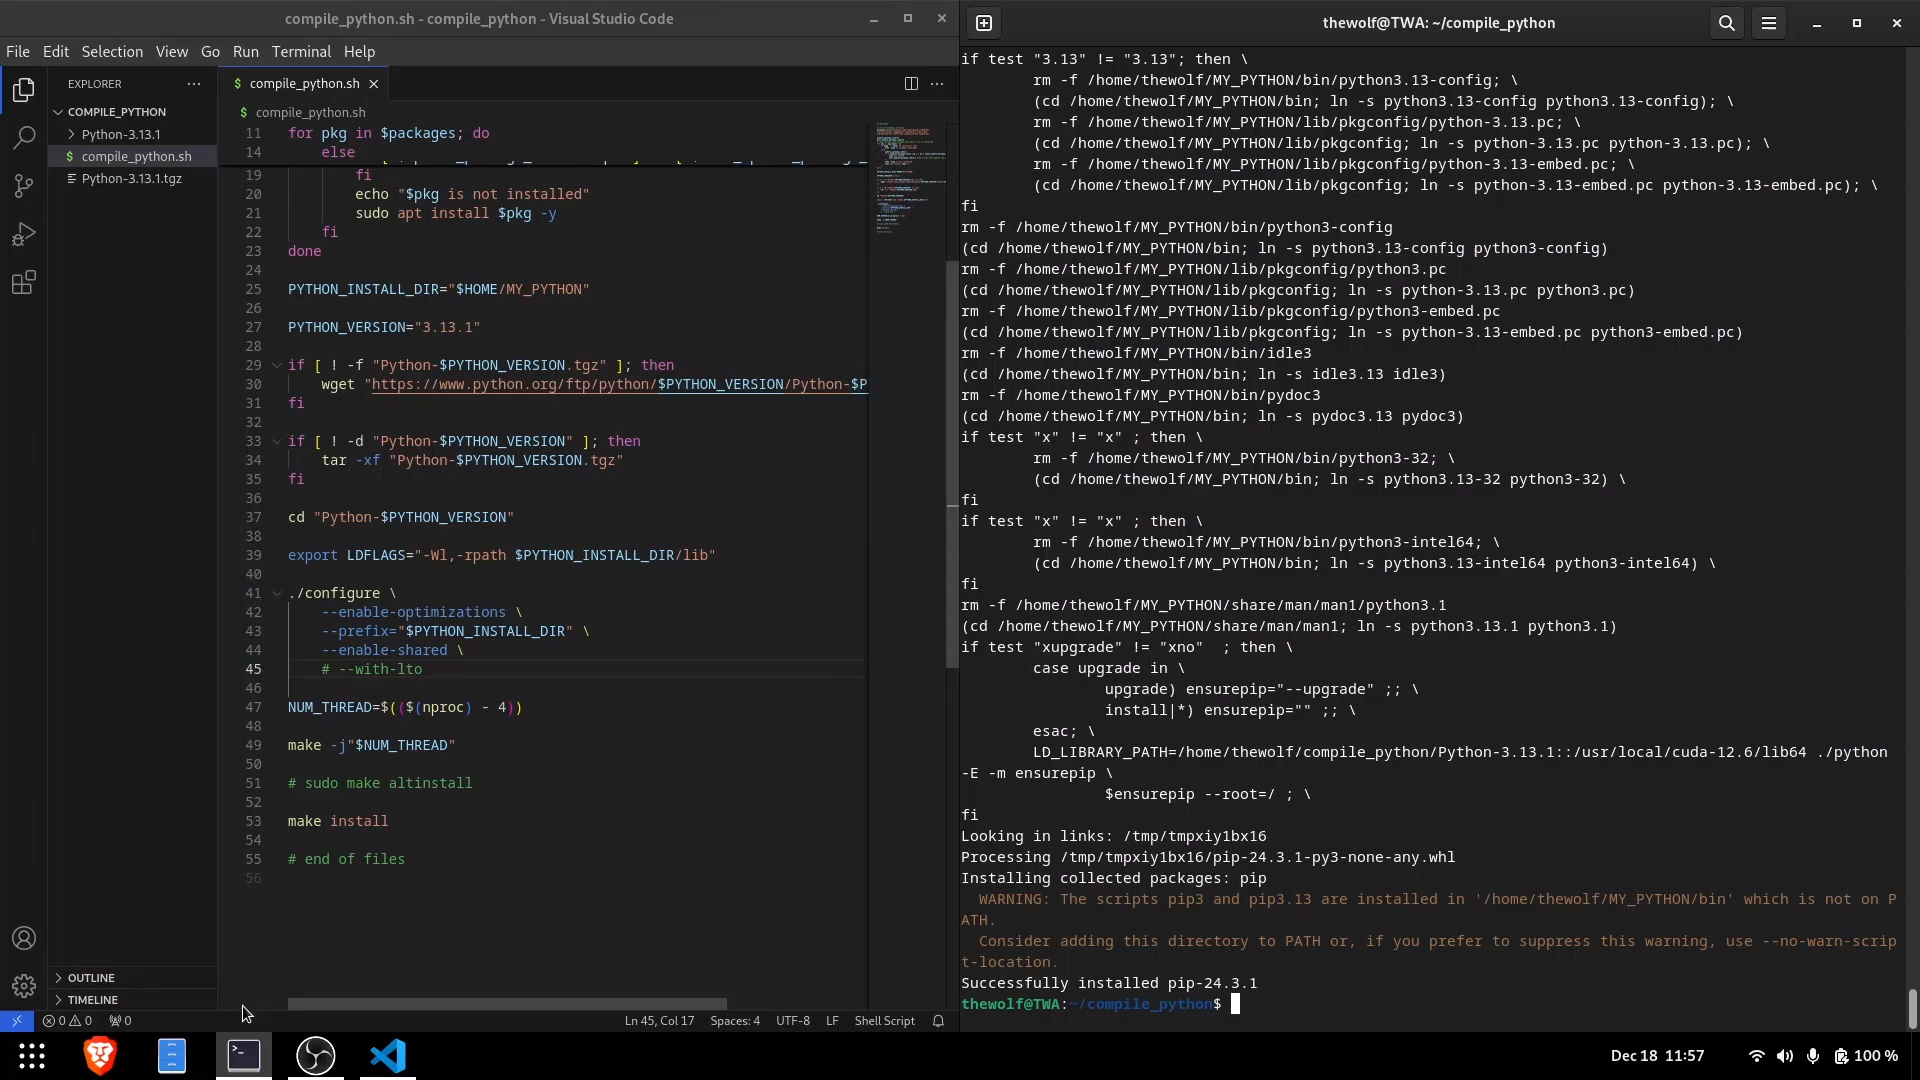 compile_python.sh - compile_python - Visual Studio Code
File Edit Selection View Go Run Terminal Help
EXPLORER
COMPILE_PYTHON
Python-3.13.1
$ compile_python.sh
Python-3.13.1.tgz
OUTLINE
TIMELINE
$ compile_python.sh
$ compile_python.sh
11 for pkg in $packages; do
14 else
19 fi
20 echo "$pkg is not installed"
21 sudo apt install $pkg -y
22 fi
23 done
24
25 PYTHON_INSTALL_DIR="$HOME/MY_PYTHON"
26
27 PYTHON_VERSION="3.13.1"
28
29 if [ ! -f "Python-$PYTHON_VERSION.tgz" ]; then
30 wget "https://www.python.org/ftp/python/$PYTHON_VERSION/Python-$P
31 fi
32
33 if [ ! -d "Python-$PYTHON_VERSION" ]; then
34 tar -xf "Python-$PYTHON_VERSION.tgz"
35 fi
36
37 cd "Python-$PYTHON_VERSION"
38
39 export LDFLAGS="-Wl,-rpath $PYTHON_INSTALL_DIR/lib"
40
41 ./configure \
42 --enable-optimizations \
43 --prefix="$PYTHON_INSTALL_DIR" \
44 --enable-shared \
45 # --with-lto
46
47 NUM_THREAD=$(($(nproc) - 4))
48
49 make -j"$NUM_THREAD"
50
51 # sudo make altinstall
52
53 make install
54
55 # end of files
56
0 0 0
Ln 45, Col 17 Spaces: 4 UTF-8 LF Shell Script
thewolf@TWA: ~/compile_python
if test "3.13" != "3.13"; then \
rm -f /home/thewolf/MY_PYTHON/bin/python3.13-config; \
(cd /home/thewolf/MY_PYTHON/bin; ln -s python3.13-config python3.13-config); \
rm -f /home/thewolf/MY_PYTHON/lib/pkgconfig/python-3.13.pc; \
(cd /home/thewolf/MY_PYTHON/lib/pkgconfig; ln -s python-3.13.pc python-3.13.pc); \
rm -f /home/thewolf/MY_PYTHON/lib/pkgconfig/python-3.13-embed.pc; \
(cd /home/thewolf/MY_PYTHON/lib/pkgconfig; ln -s python-3.13-embed.pc python-3.13-embed.pc); \
fi
rm -f /home/thewolf/MY_PYTHON/bin/python3-config
(cd /home/thewolf/MY_PYTHON/bin; ln -s python3.13-config python3-config)
rm -f /home/thewolf/MY_PYTHON/lib/pkgconfig/python3.pc
(cd /home/thewolf/MY_PYTHON/lib/pkgconfig; ln -s python-3.13.pc python3.pc)
rm -f /home/thewolf/MY_PYTHON/lib/pkgconfig/python3-embed.pc
(cd /home/thewolf/MY_PYTHON/lib/pkgconfig; ln -s python-3.13-embed.pc python3-embed.pc)
rm -f /home/thewolf/MY_PYTHON/bin/idle3
(cd /home/thewolf/MY_PYTHON/bin; ln -s idle3.13 idle3)
rm -f /home/thewolf/MY_PYTHON/bin/pydoc3
(cd /home/thewolf/MY_PYTHON/bin; ln -s pydoc3.13 pydoc3)
if test "x" != "x" ; then \
rm -f /home/thewolf/MY_PYTHON/bin/python3-32; \
(cd /home/thewolf/MY_PYTHON/bin; ln -s python3.13-32 python3-32) \
fi
if test "x" != "x" ; then \
rm -f /home/thewolf/MY_PYTHON/bin/python3-intel64; \
(cd /home/thewolf/MY_PYTHON/bin; ln -s python3.13-intel64 python3-intel64) \
fi
rm -f /home/thewolf/MY_PYTHON/share/man/man1/python3.1
(cd /home/thewolf/MY_PYTHON/share/man/man1; ln -s python3.13.1 python3.1)
if test "xupgrade" != "xno" ; then \
case upgrade in \
upgrade) ensurepip="--upgrade" ;; \
install|*) ensurepip="" ;; \
esac; \
LD_LIBRARY_PATH=/home/thewolf/compile_python/Python-3.13.1::/usr/local/cuda-12.6/lib64 ./python
-E -m ensurepip \
$ensurepip --root=/ ; \
fi
Looking in links: /tmp/tmpxiy1bx16
Processing /tmp/tmpxiy1bx16/pip-24.3.1-py3-none-any.whl
Installing collected packages: pip
WARNING: The scripts pip3 and pip3.13 are installed in '/home/thewolf/MY_PYTHON/bin' which is not on P
ATH.
Consider adding this directory to PATH or, if you prefer to suppress this warning, use --no-warn-scrip
t-location.
Successfully installed pip-24.3.1
thewolf@TWA:~/compile_python$
Dec 18 11:57
100 %